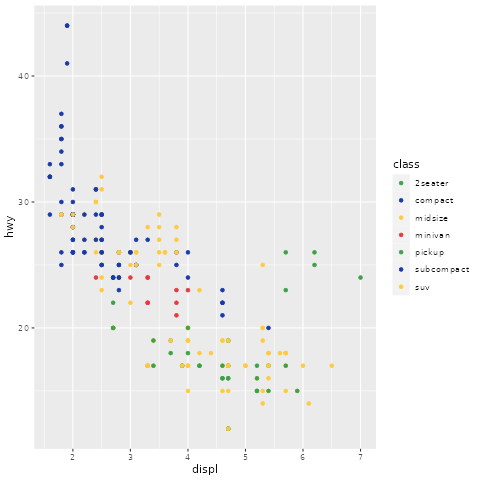 40
30
20
hwy
2
3
4
5
6
7
displ
class
2seater
compact
midsize
minivan
pickup
subcompact
suv